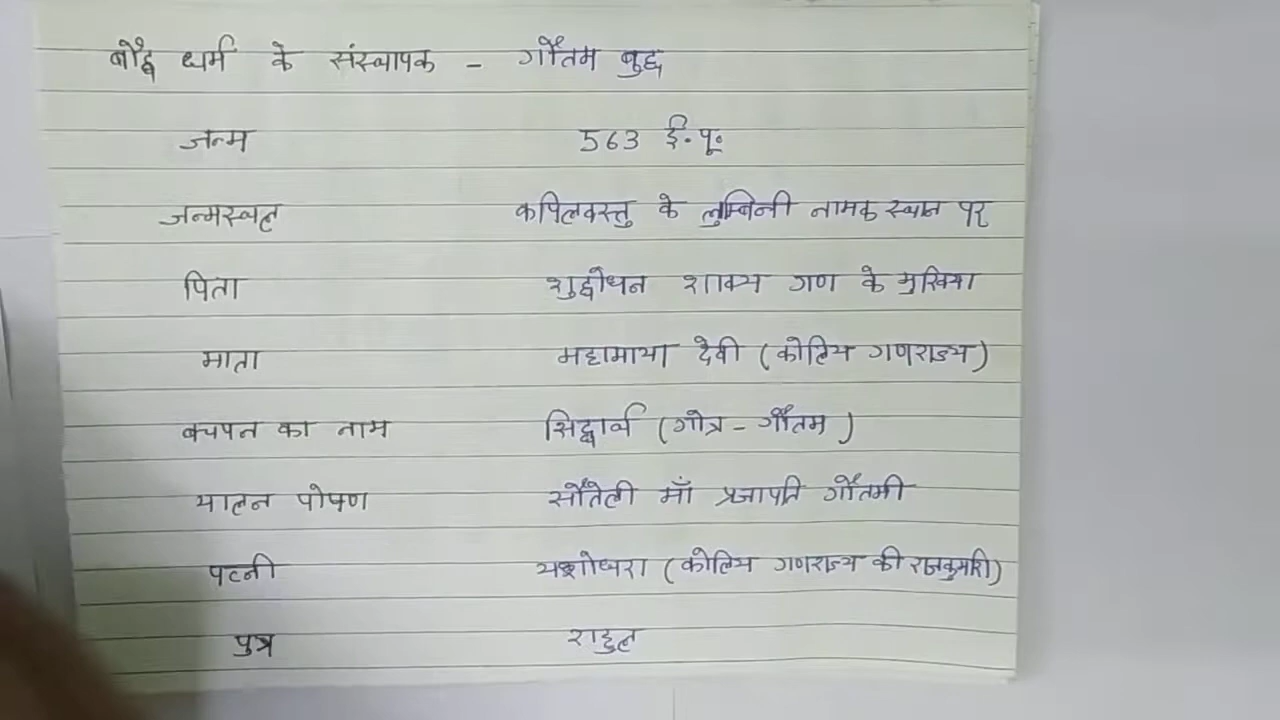 बौद्ध धर्म के संस्थापक - गौतम बुद्ध
जन्म 563 ई.पू.
जन्मस्थल कपिलवस्तु के लुम्बिनी नामक स्थान पर
पिता शुद्धोधन शाक्य गण के मुखिया
माता महामाया देवी (कोलिय गणराज्य)
बचपन का नाम सिद्धार्थ (गोत्र - गौतम)
पालन पोषण सौतेली माँ प्रजापति गौतमी
पत्नी यशोधरा (कोलिय गणराज्य की राजकुमारी)
पुत्र राहुल